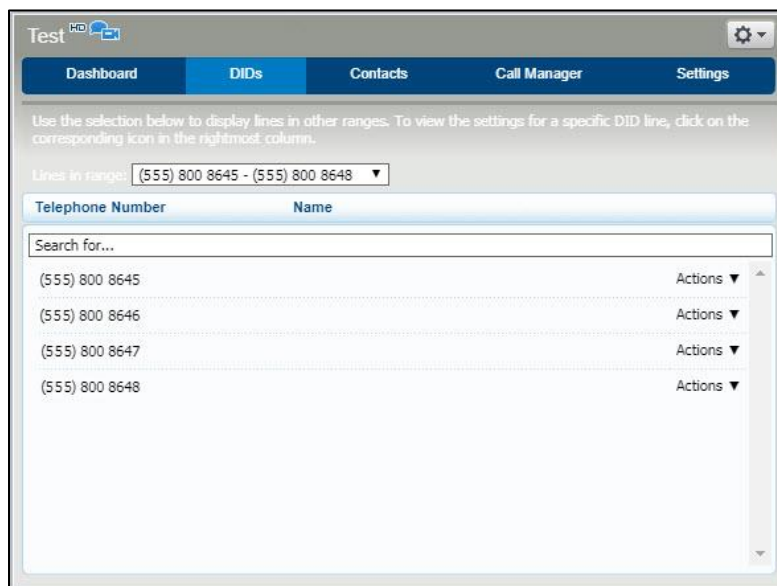 Test HD
Dashboard DIDs Contacts Call Manager Settings
Use the selection below to display lines in other ranges. To view the settings for a specific DID line, click on the
corresponding icon in the rightmost column.
Lines in range: (555) 800 8645 - (555) 800 8648 ▼
Telephone Number Name
Search for...
(555) 800 8645 Actions ▼
(555) 800 8646 Actions ▼
(555) 800 8647 Actions ▼
(555) 800 8648 Actions ▼